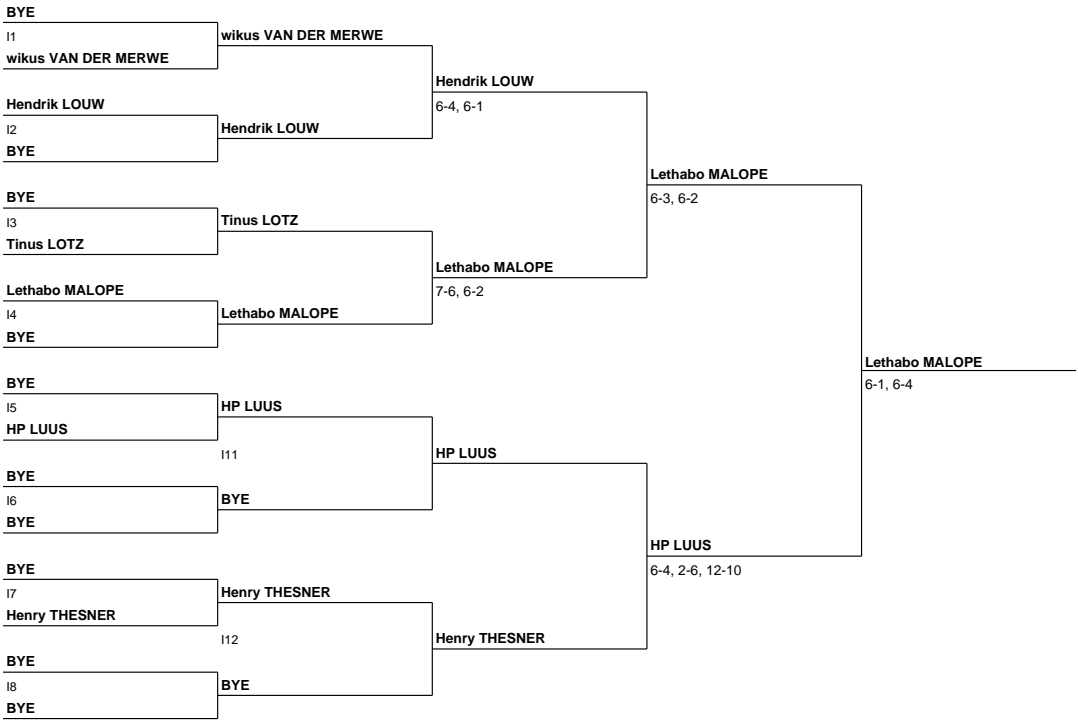 BYE
I1
wikus VAN DER MERWE
wikus VAN DER MERWE
Hendrik LOUW
6-4, 6-1
Hendrik LOUW
I2
BYE
Hendrik LOUW
Lethabo MALOPE
6-3, 6-2
BYE
I3
Tinus LOTZ
Tinus LOTZ
Lethabo MALOPE
7-6, 6-2
Lethabo MALOPE
I4
BYE
Lethabo MALOPE
Lethabo MALOPE
6-1, 6-4
BYE
I5
HP LUUS
HP LUUS
I11
HP LUUS
BYE
I6
BYE
BYE
HP LUUS
6-4, 2-6, 12-10
BYE
I7
Henry THESNER
Henry THESNER
I12
Henry THESNER
BYE
I8
BYE
BYE